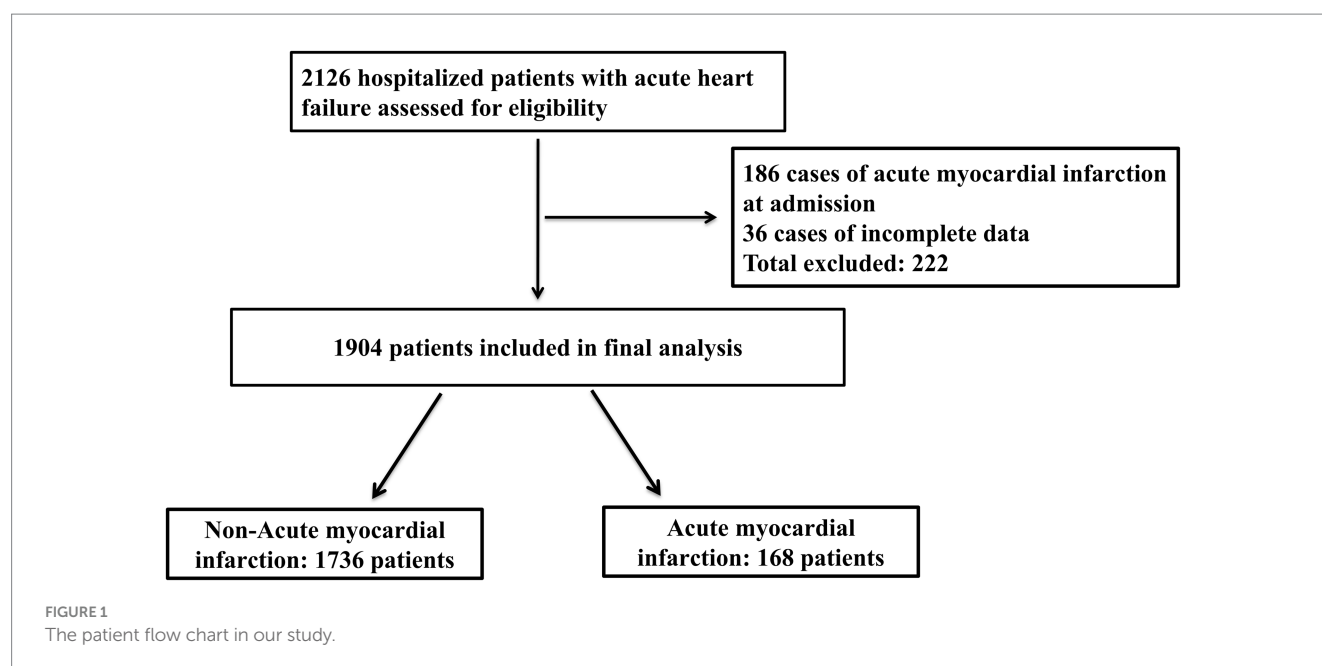 2126 hospitalized patients with acute heart
failure assessed for eligibility
186 cases of acute myocardial infarction
at admission
36 cases of incomplete data
Total excluded: 222
1904 patients included in final analysis
Non-Acute myocardial
infarction: 1736 patients
Acute myocardial
infarction: 168 patients
FIGURE 1
The patient flow chart in our study.